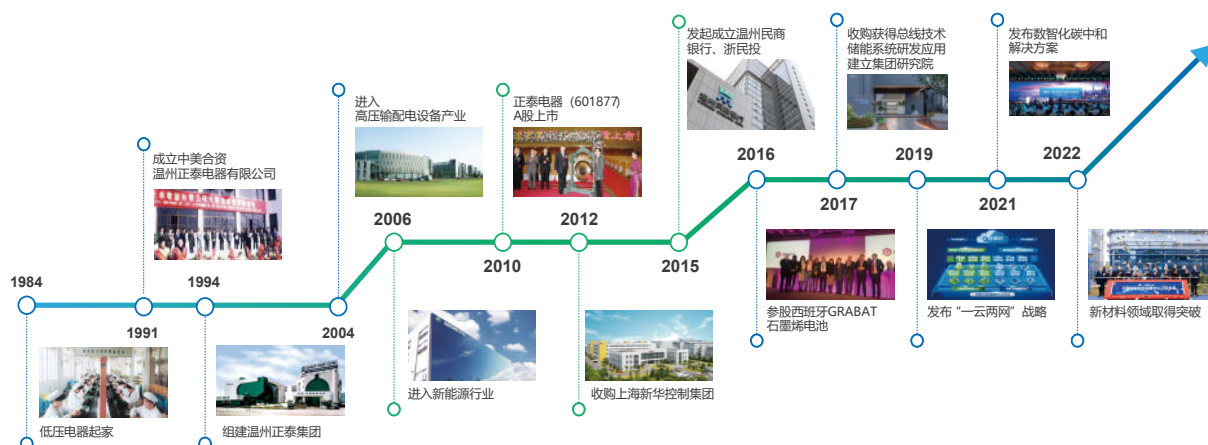 1984
低压电器起家
1991
成立中美合资
温州正泰电器有限公司
1994
组建温州正泰集团
2004
进入
高压输配电设备产业
2006
进入新能源行业
2010
正泰电器 (601877)
A股上市
2012
收购上海新华控制集团
2015
发起成立温州民商
银行、浙民投
2016
参股西班牙GRABAT
石墨烯电池
2017
收购获得总线技术
储能系统研发应用
建立集团研究院
2019
发布“一云两网”战略
2021
发布数智化碳中和
解决方案
2022
新材料领域取得突破